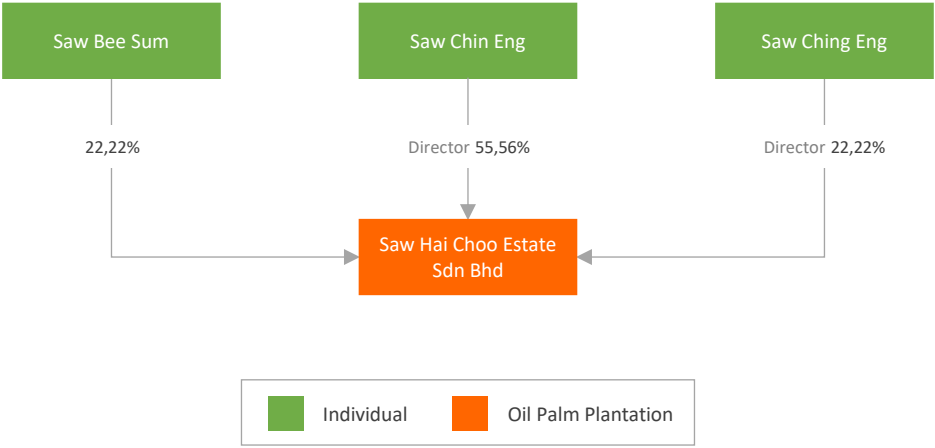 Saw Bee Sum
Saw Chin Eng
Saw Ching Eng
22,22%
Director 55,56%
Director 22,22%
Saw Hai Choo Estate
Sdn Bhd
Individual
Oil Palm Plantation